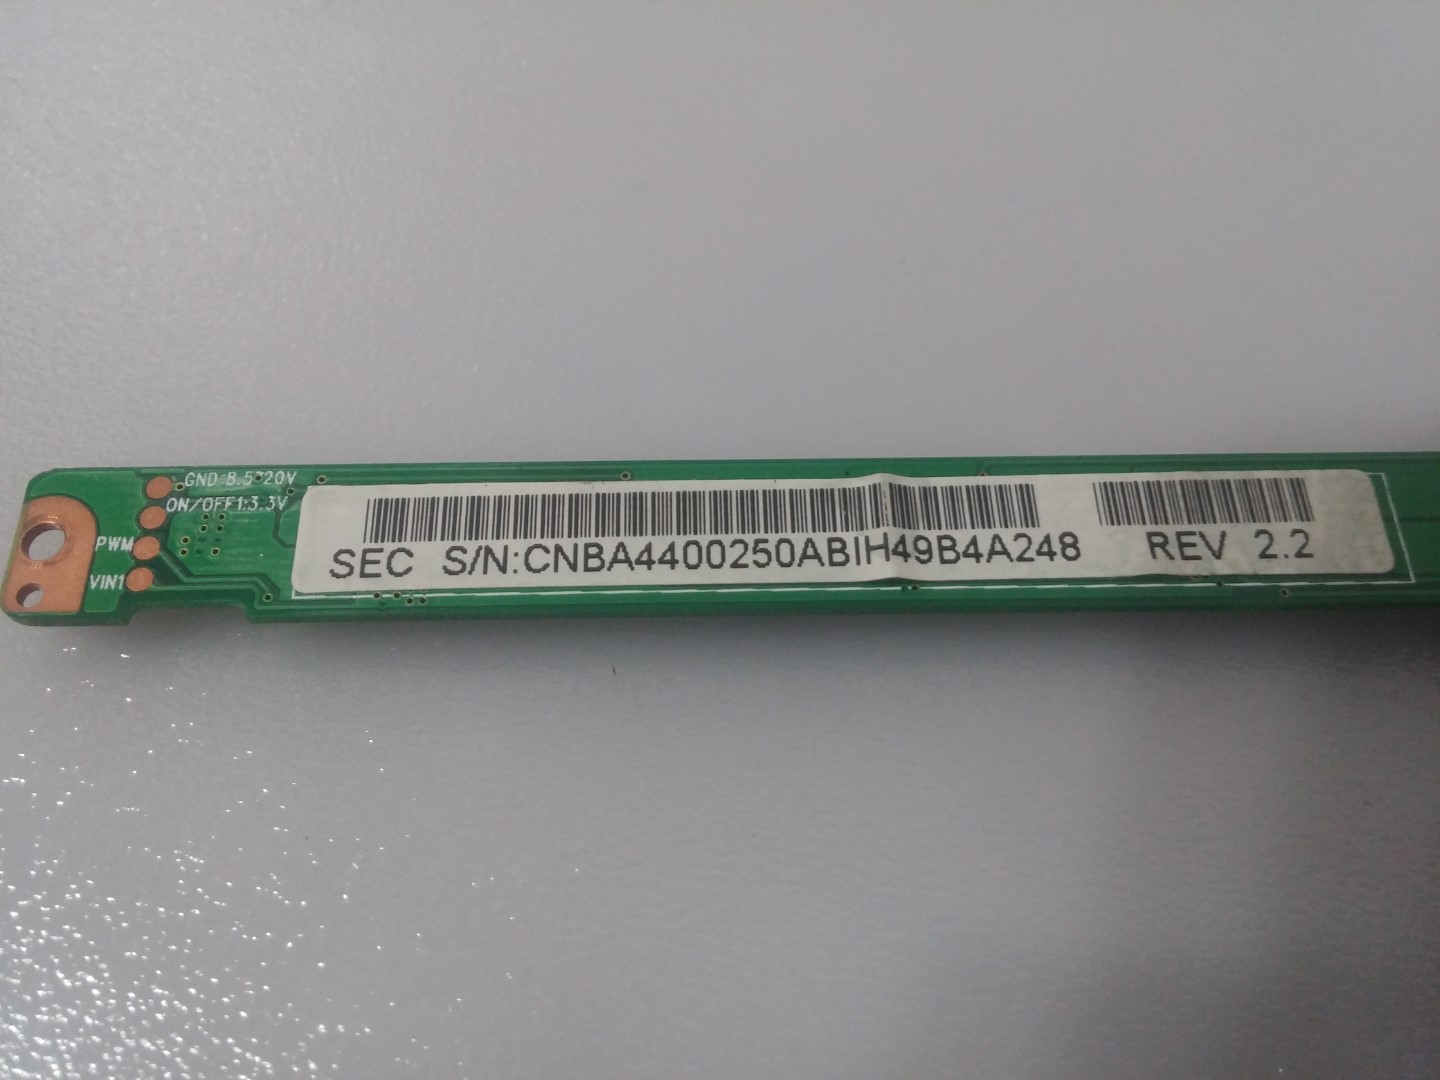 GND:8.5~20V
ON/OFF1:3.3V
PWM
VIN1
SEC S/N:CNBA4400250ABIH49B4A248 REV 2.2